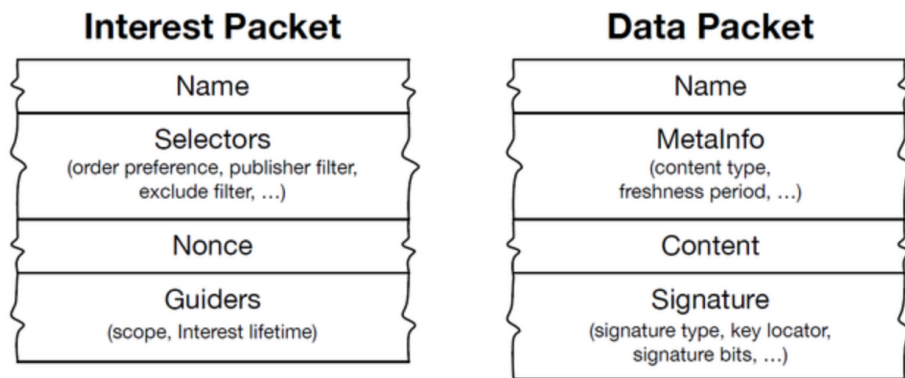 Interest Packet
Name
Selectors
(order preference, publisher filter,
exclude filter, ...)
Nonce
Guiders
(scope, Interest lifetime)
Data Packet
Name
MetaInfo
(content type,
freshness period, ...)
Content
Signature
(signature type, key locator,
signature bits, ...)